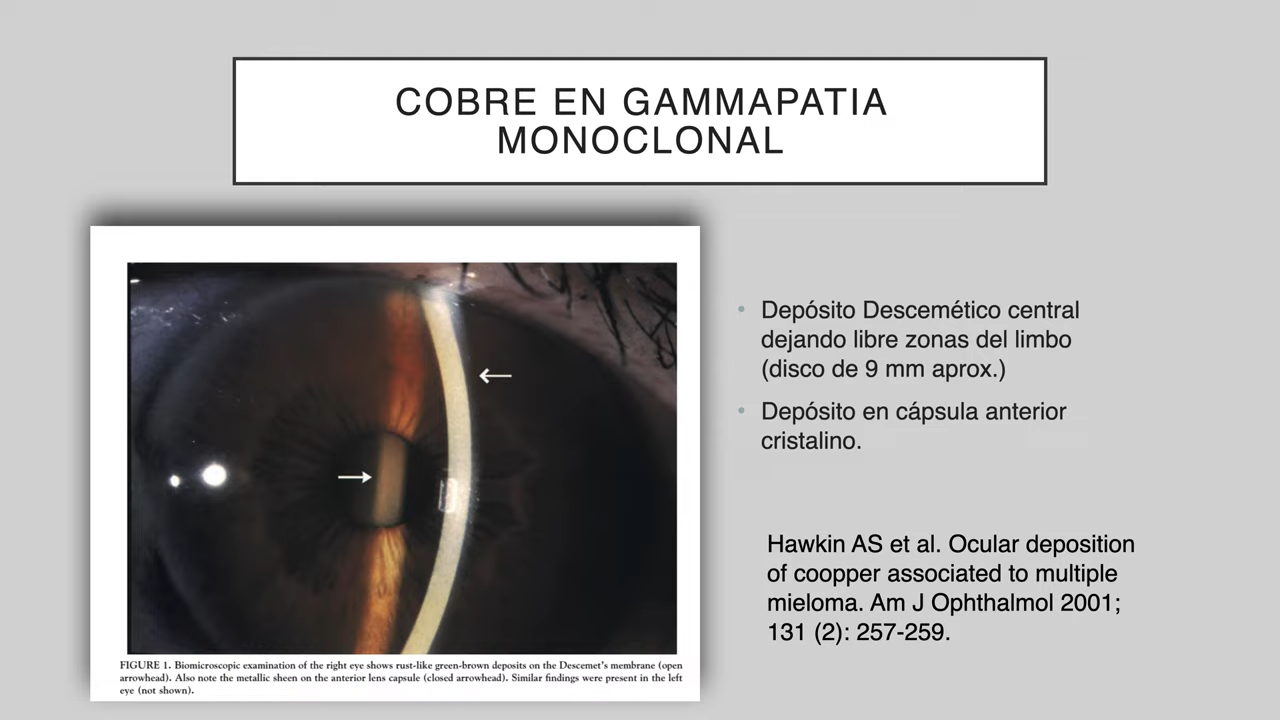 COBRE EN GAMMAPATIA
MONOCLONAL
• Depósito Descemético central
dejando libre zonas del limbo
(disco de 9 mm aprox.)
• Depósito en cápsula anterior
cristalino.
Hawkin AS et al. Ocular deposition
of coopper associated to multiple
mieloma. Am J Ophthalmol 2001;
131 (2): 257-259.
FIGURE 1. Biomicroscopic examination of the right eye shows rust-like green-brown deposits on the Descemet's membrane (open
arrowhead). Also note the metallic sheen on the anterior lens capsule (closed arrowhead). Similar findings were present in the left
eye (not shown).